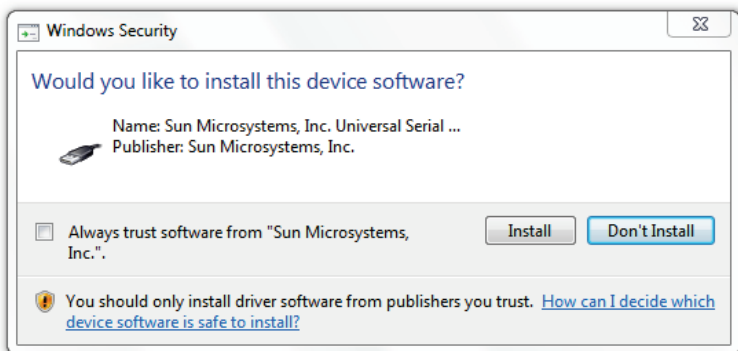 Windows Security
Would you like to install this device software?
Name: Sun Microsystems, Inc. Universal Serial ...
Publisher: Sun Microsystems, Inc.
Always trust software from "Sun Microsystems,
Inc.".
Install
Don't Install
You should only install driver software from publishers you trust. How can I decide which
device software is safe to install?